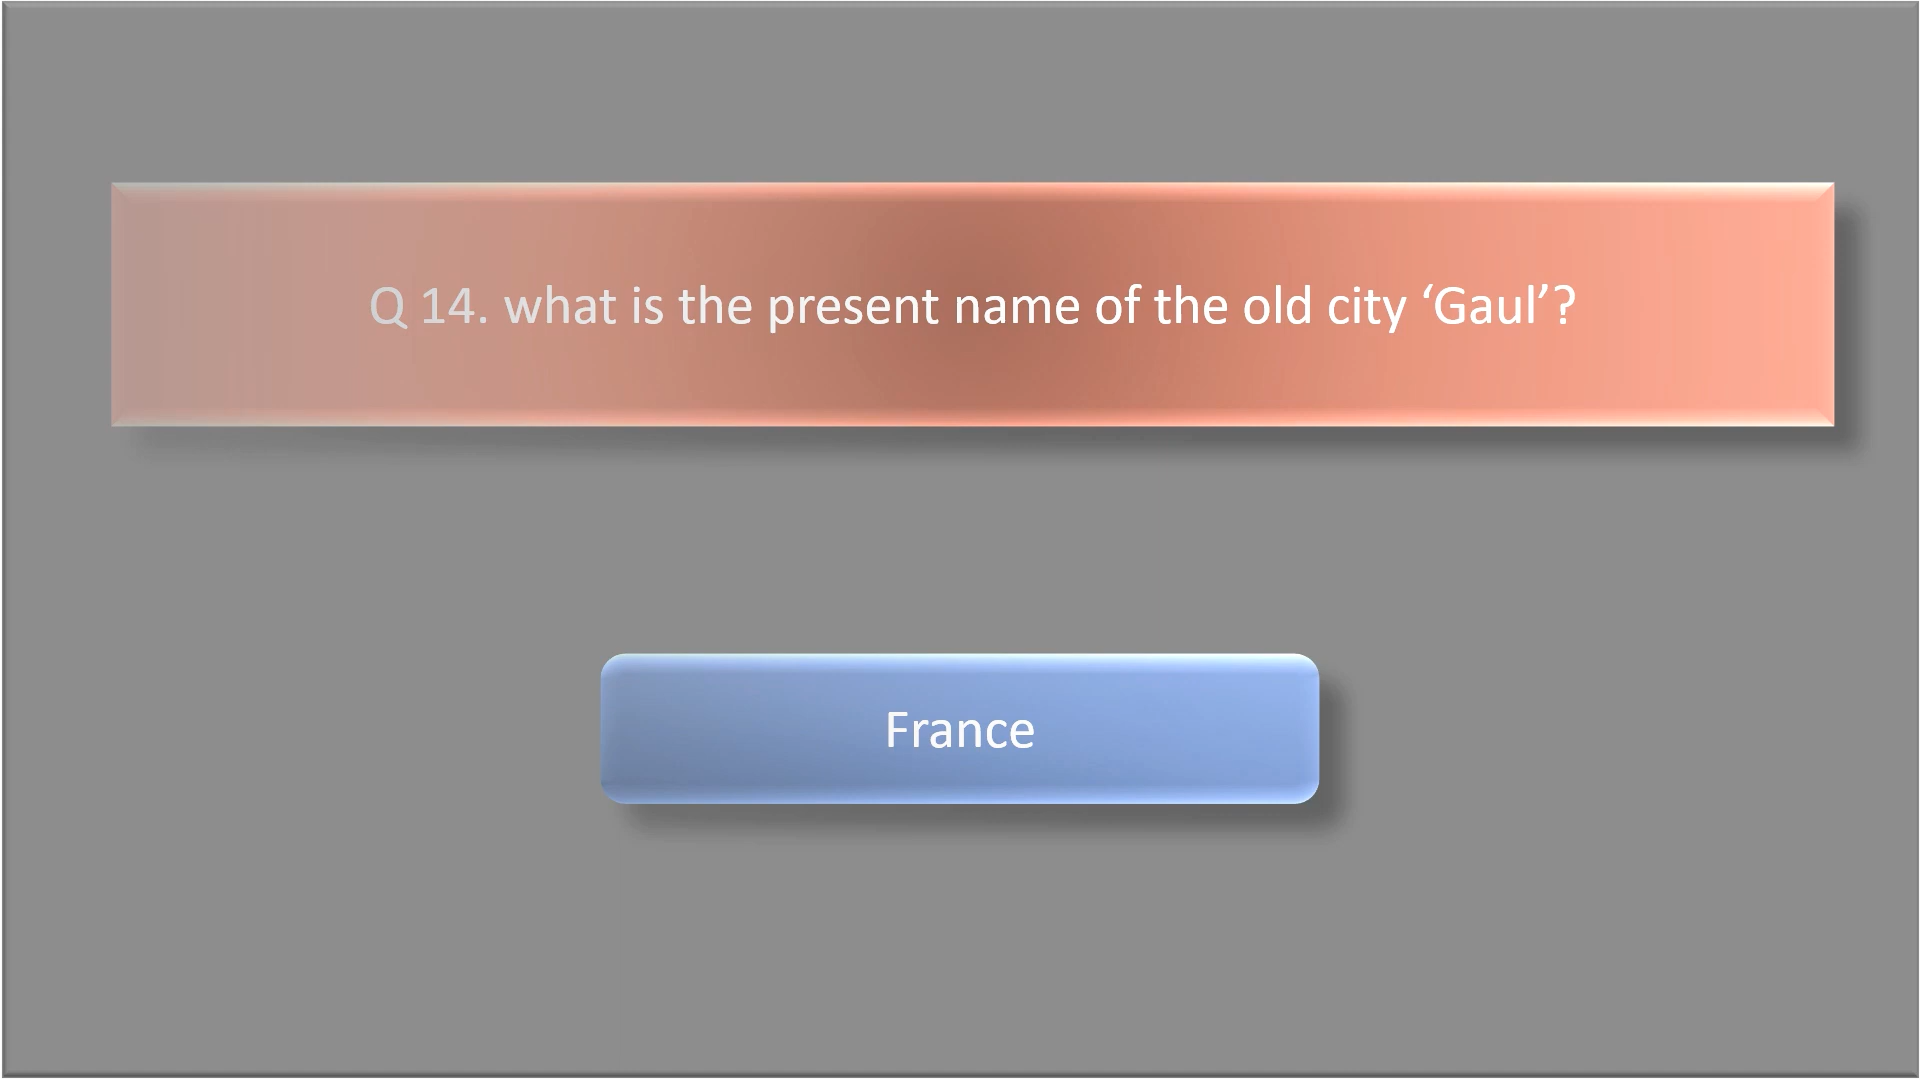 Q 14. what is the present name of the old city ‘Gaul’?
France